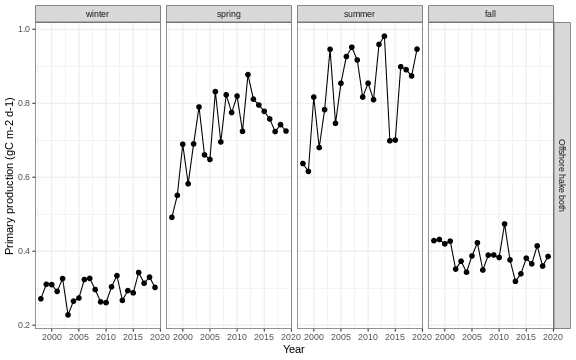 winter spring summer fall
1.0
0.8
0.6
0.4
0.2
Primary production (gC m-2 d-1)
Offshore hake both
2000 2005 2010 2015 2020 2000 2005 2010 2015 2020 2000 2005 2010 2015 2020 2000 2005 2010 2015 2020
Year